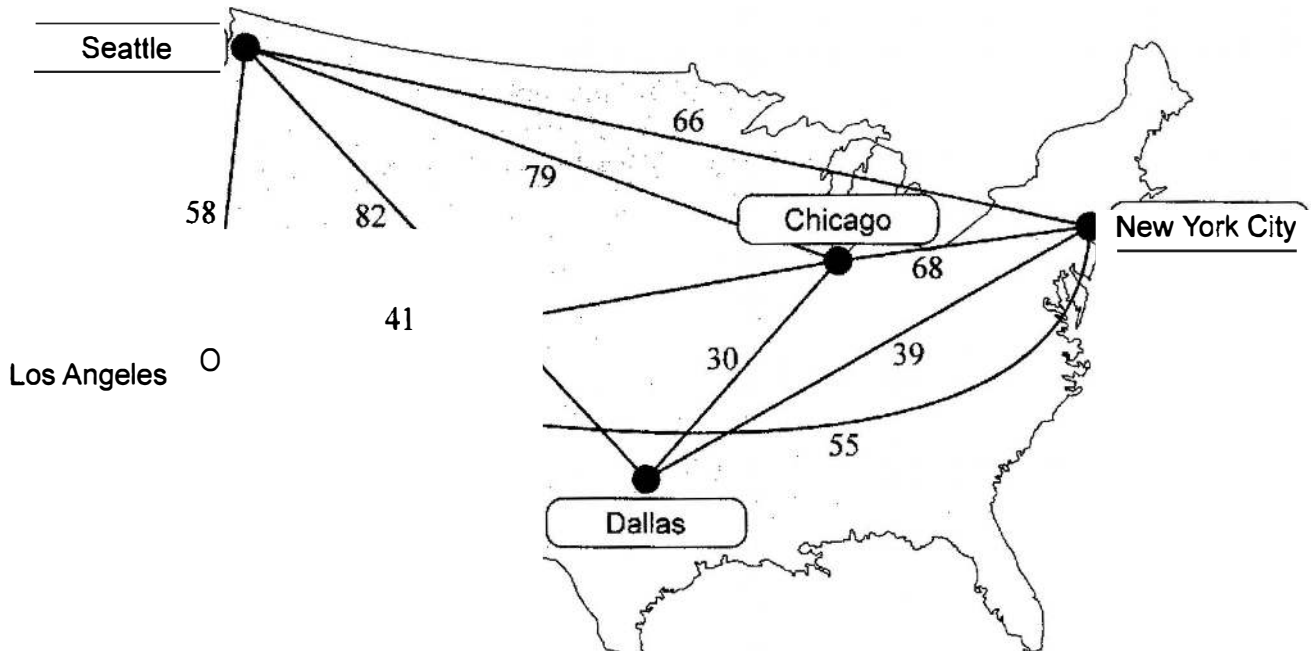 Seattle
66
79
58
82
Chicago
New York City
68
41
30
39
Los Angeles O
55
Dallas